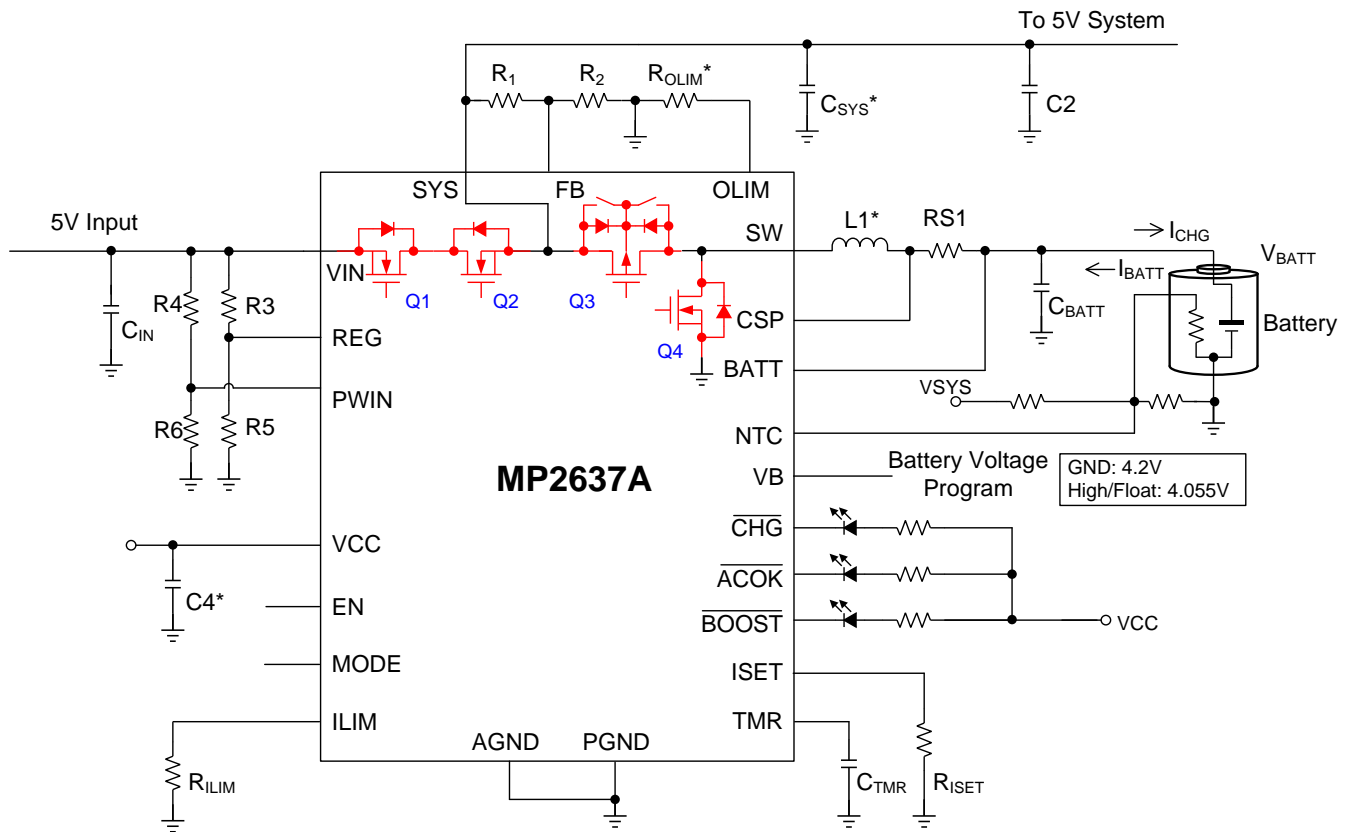 To 5V System
R1
R2
ROLIM*
CSYS*
C2
SYS
FB
OLIM
5V Input
VIN
Q1
Q2
Q3
Q4
SW
L1*
RS1
ICHG
IBATT
VBATT
CIN
R4
R3
REG
CSP
CBATT
Battery
BATT
PWIN
VSYS
R6
R5
NTC
MP2637A
VB
Battery Voltage
Program
GND: 4.2V
High/Float: 4.055V
CHG
VCC
ACOK
C4*
EN
BOOST
VCC
MODE
ISET
ILIM
TMR
AGND
PGND
RILIM
CTMR
RISET